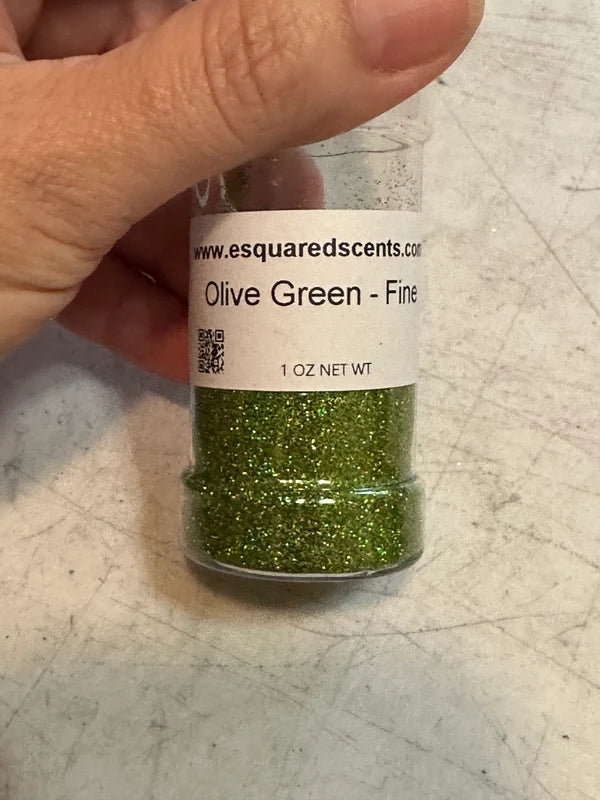 www.esquaredscents.com
Olive Green - Fine
1 OZ NET WT